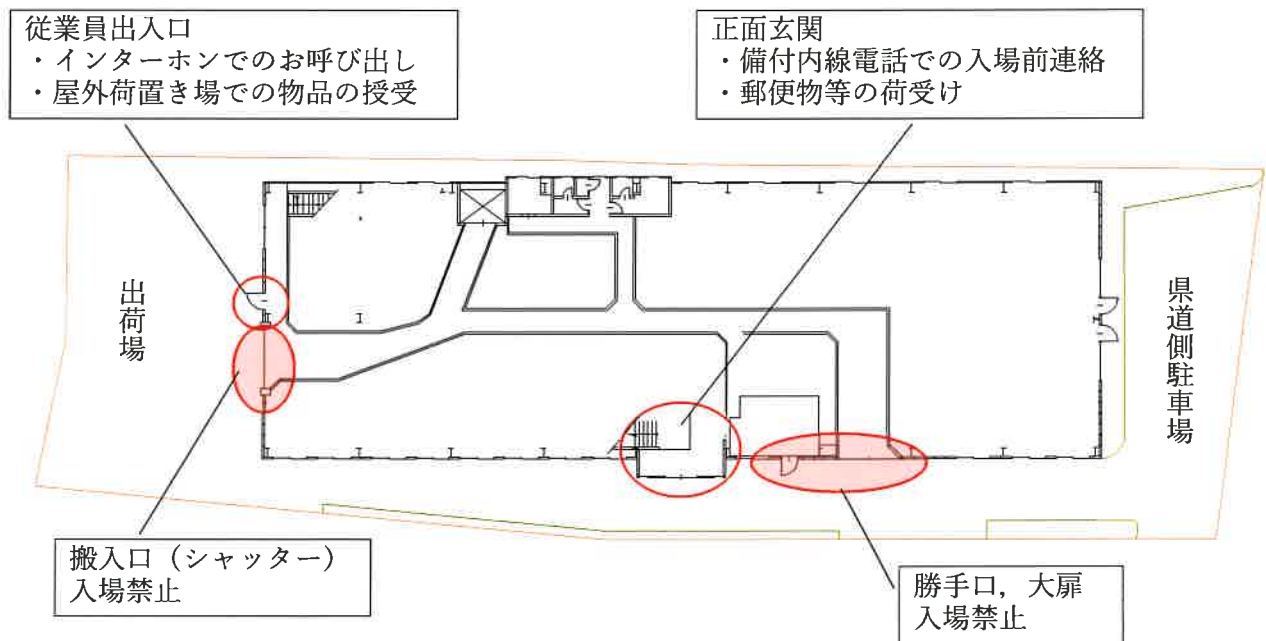 従業員出入口
・インターホンでのお呼び出し
・屋外荷置き場での物品の授受
正面玄関
・備付内線電話での入場前連絡
・郵便物等の荷受け
出荷場
県道側駐車場
搬入口（シャッター）
入場禁止
勝手口，大扉
入場禁止